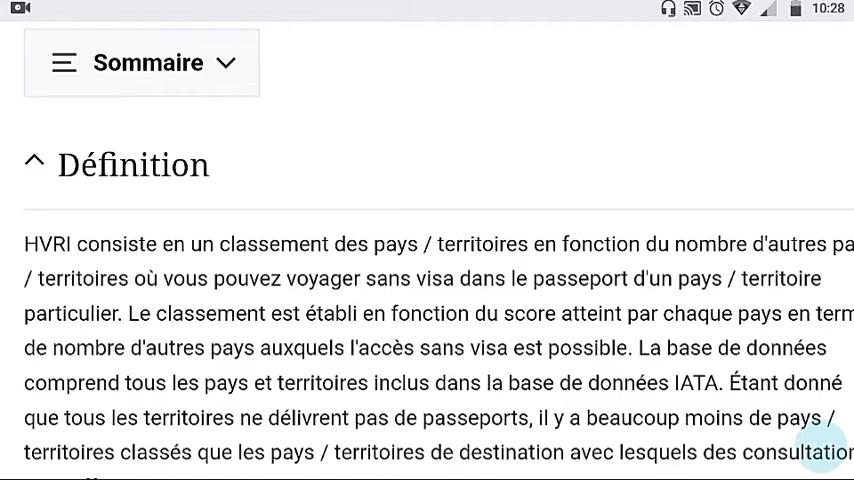 10:28
Sommaire
Définition
HVRI consiste en un classement des pays / territoires en fonction du nombre d'autres pa
/ territoires où vous pouvez voyager sans visa dans le passeport d'un pays / territoire
particulier. Le classement est établi en fonction du score atteint par chaque pays en term
de nombre d'autres pays auxquels l'accès sans visa est possible. La base de données
comprend tous les pays et territoires inclus dans la base de données IATA. Étant donné
que tous les territoires ne délivrent pas de passeports, il y a beaucoup moins de pays /
territoires classés que les pays / territoires de destination avec lesquels des consultation